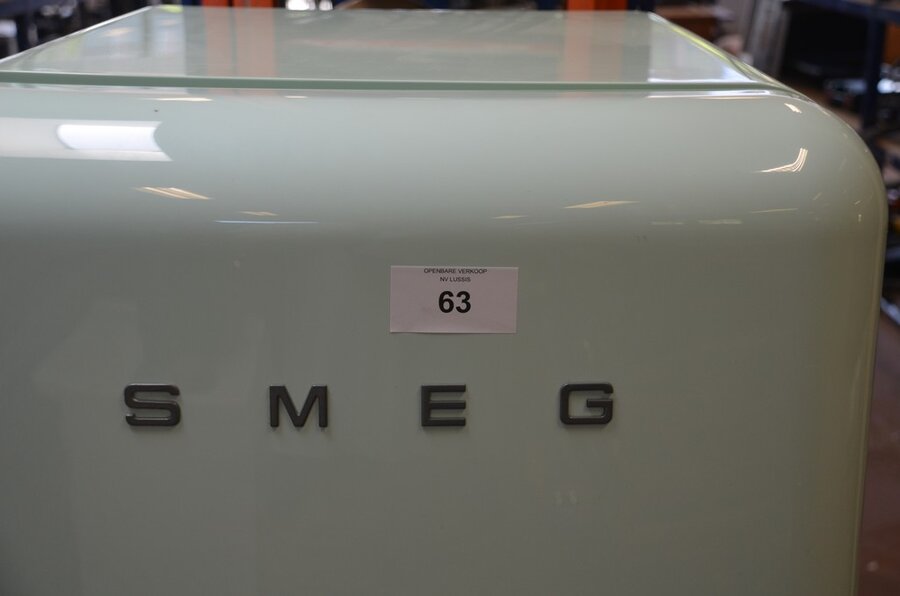 OPENBARE VERKOOP
NV LUSSIS
63
SMEG